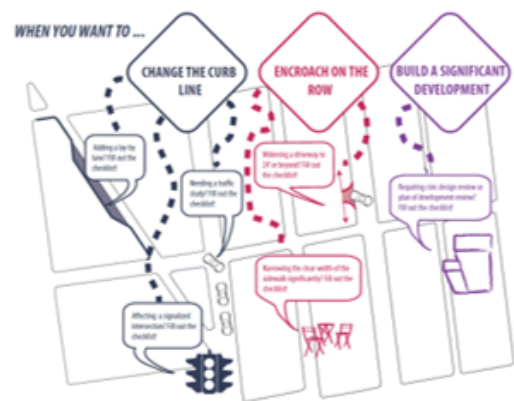 WHEN YOU WANT TO ...
CHANGE THE CURB
LINE
ENCROACH ON THE
ROW
BUILD A SIGNIFICANT
DEVELOPMENT
Adding a lay-by
lane? Fill out the
checklist!
Needing a traffic
study? Fill out the
checklist!
Affecting a signalized
intersection? Fill out the
checklist!
Widening a driveway to
24' or beyond? Fill out
the checklist!
Narrowing the clear width of the
sidewalk significantly? Fill out the
checklist!
Requiring civic design review or
plan of development review?
Fill out the checklist!